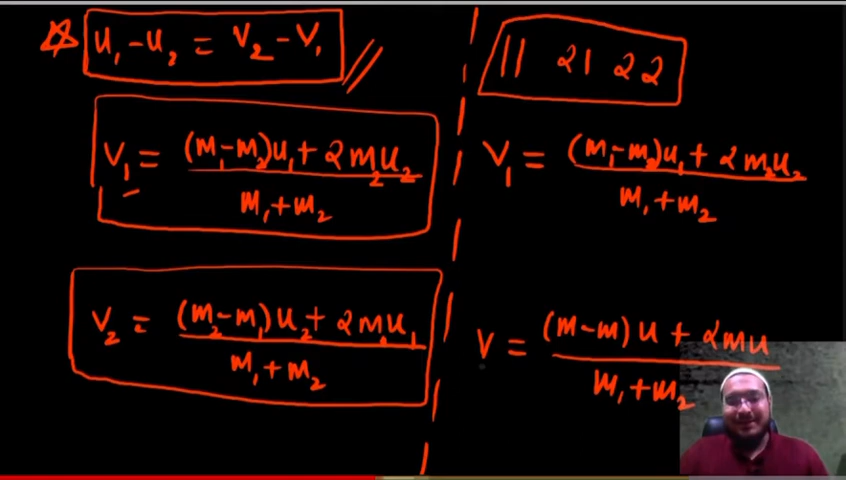 u₁-u₂ = V₂-V₁
V₁ = (m₁-m₂)u₁+2m₂u₂
m₁+m₂
V₂ = (m₂-m₁)u₂+2m₁u₁
m₁+m₂
11 21 22
V₁ = (m₁-m₂)u₁+2m₂u₂
m₁+m₂
V = (m-m)u+2mu
m₁+m₂